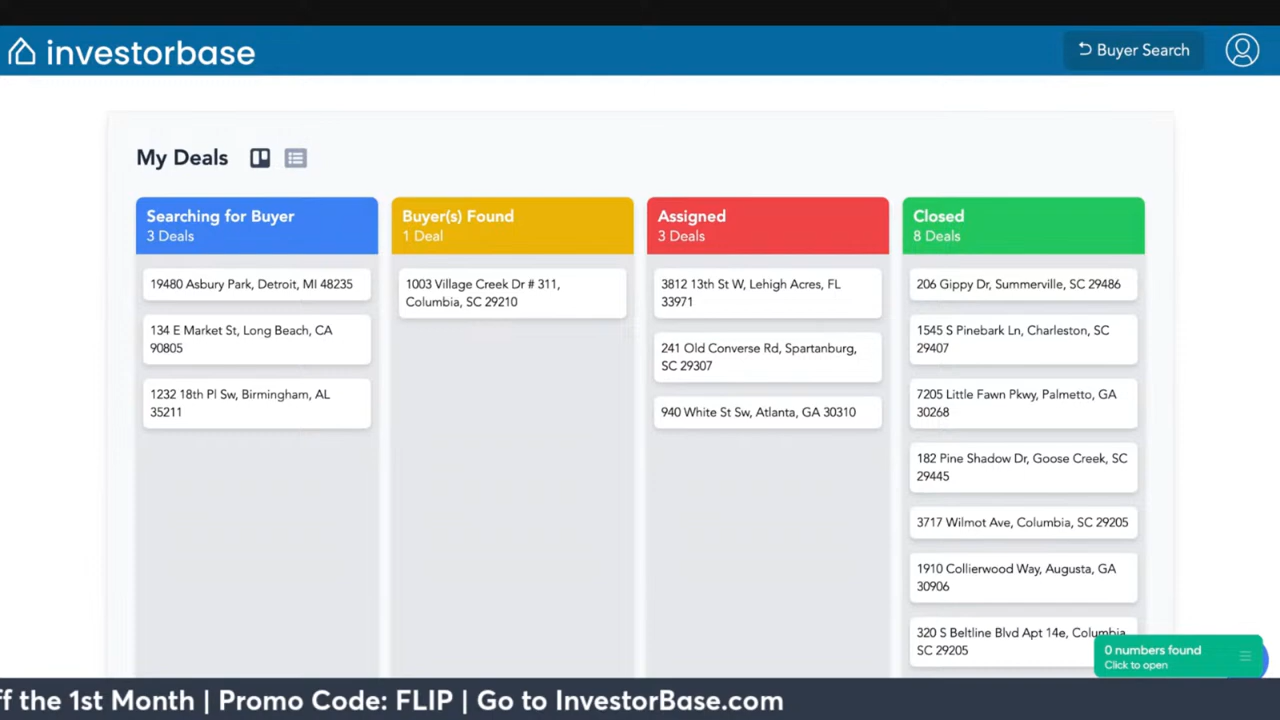 investorbase
Buyer Search
My Deals
Searching for Buyer
3 Deals
19480 Asbury Park, Detroit, MI 48235
134 E Market St, Long Beach, CA
90805
1232 18th Pl Sw, Birmingham, AL
35211
Buyer(s) Found
1 Deal
1003 Village Creek Dr # 311,
Columbia, SC 29210
Assigned
3 Deals
3812 13th St W, Lehigh Acres, FL
33971
241 Old Converse Rd, Spartanburg,
SC 29307
940 White St Sw, Atlanta, GA 30310
Closed
8 Deals
206 Gippy Dr, Summerville, SC 29486
1545 S Pinebark Ln, Charleston, SC
29407
7205 Little Fawn Pkwy, Palmetto, GA
30268
182 Pine Shadow Dr, Goose Creek, SC
29445
3717 Wilmot Ave, Columbia, SC 29205
1910 Collierwood Way, Augusta, GA
30906
320 S Beltline Blvd Apt 14e, Columbia,
SC 29205
0 numbers found
Click to open
ff the 1st Month | Promo Code: FLIP | Go to InvestorBase.com